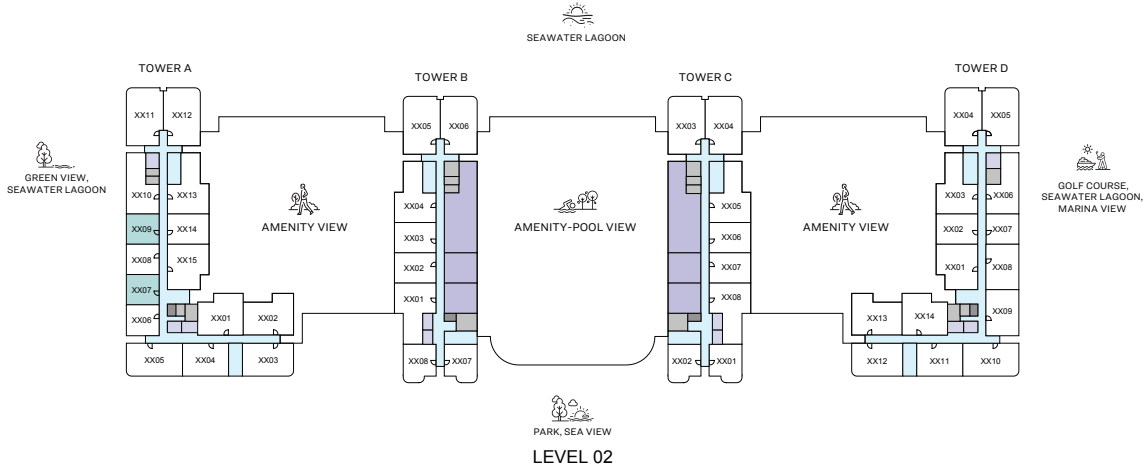 SEAWATER LAGOON
TOWER A
TOWER B
TOWER C
TOWER D
XX11
XX12
XX05
XX06
XX03
XX04
XX04
XX05
GREEN VIEW,
SEAWATER LAGOON
GOLF COURSE,
SEAWATER LAGOON,
MARINA VIEW
XX10
XX13
XX04
XX05
XX03
XX06
XX09
XX14
XX03
XX06
XX02
XX07
AMENITY VIEW
AMENITY-POOL VIEW
AMENITY VIEW
XX08
XX15
XX02
XX07
XX01
XX08
XX07
XX01
XX08
XX06
XX01
XX02
XX13
XX14
XX09
XX05
XX04
XX03
XX08
XX07
XX02
XX01
XX12
XX11
XX10
PARK, SEA VIEW
LEVEL 02